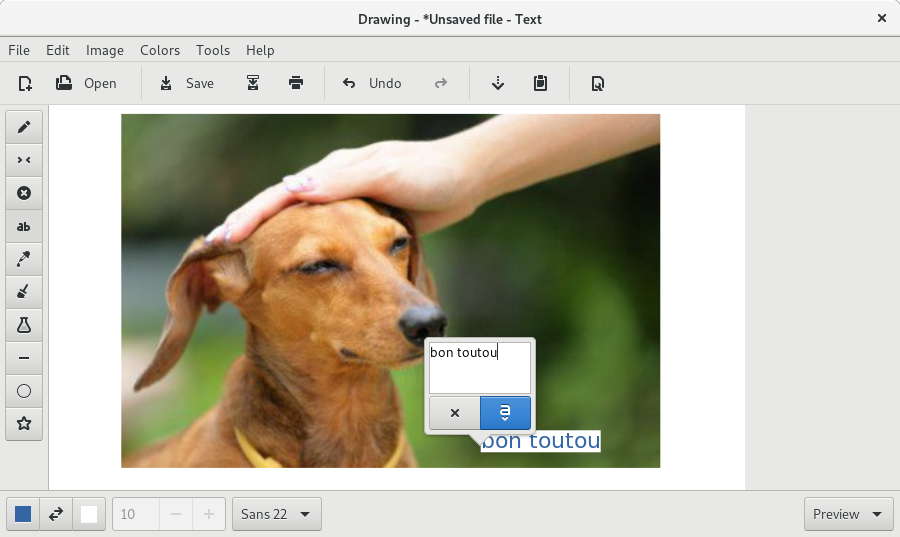 Drawing - *Unsaved file - Text
File Edit Image Colors Tools Help
Open Save Undo
ab
bon toutou
a
bon toutou
10 Sans 22 Preview